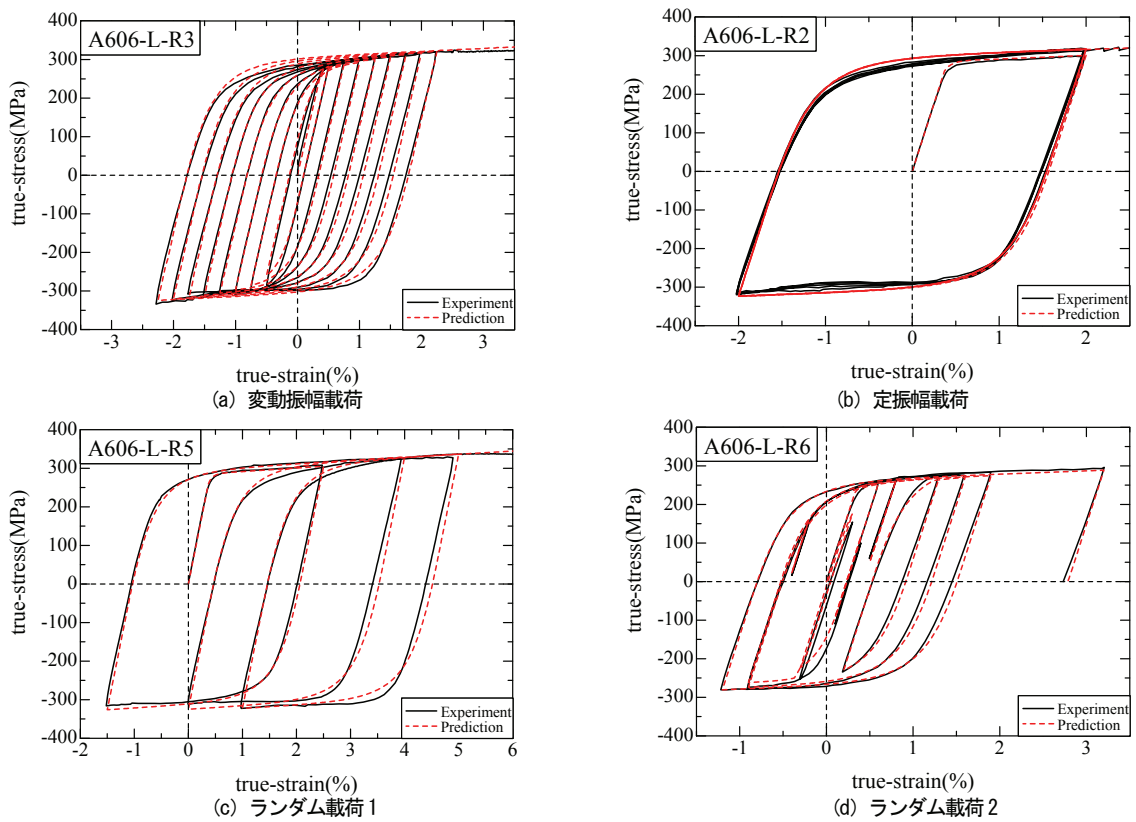 A606-L-R3
400
300
200
100
0
-100
-200
-300
-400
true-stress(MPa)
Experiment
Prediction
-3 -2 -1 0 1 2 3
true-strain(%)
(a) 変動振幅載荷
A606-L-R2
400
300
200
100
0
-100
-200
-300
-400
true-stress(MPa)
Experiment
Prediction
-2 -1 0 1 2
true-strain(%)
(b) 定振幅載荷
A606-L-R5
400
300
200
100
0
-100
-200
-300
-400
true-stress(MPa)
Experiment
Prediction
-2 -1 0 1 2 3 4 5 6
true-strain(%)
(c) ランダム載荷 1
A606-L-R6
400
300
200
100
0
-100
-200
-300
-400
true-stress(MPa)
Experiment
Prediction
-1 0 1 2 3
true-strain(%)
(d) ランダム載荷 2